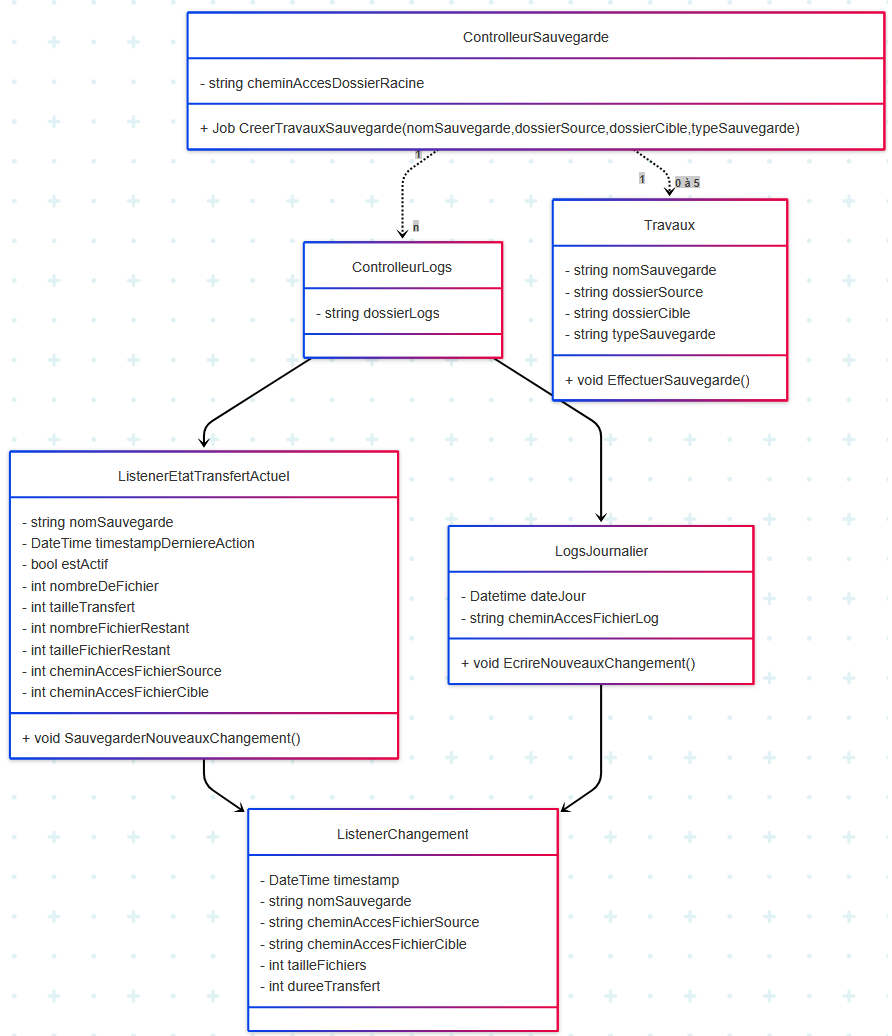 ControlleurSauvegarde
- string cheminAccesDossierRacine
+ Job CreerTravauxSauvegarde(nomSauvegarde,dossierSource,dossierCible,typeSauvegarde)
1
1
0 à 5
n
Travaux
- string nomSauvegarde
- string dossierSource
- string dossierCible
- string typeSauvegarde
+ void EffectuerSauvegarde()
ControlleurLogs
- string dossierLogs
ListenerEtatTransfertActuel
- string nomSauvegarde
- DateTime timestampDerniereAction
- bool estActif
- int nombreDeFichier
- int tailleTransfert
- int nombreFichierRestant
- int tailleFichierRestant
- int cheminAccesFichierSource
- int cheminAccesFichierCible
+ void SauvegarderNouveauxChangement()
LogsJournalier
- Datetime dateJour
- string cheminAccesFichierLog
+ void EcrireNouveauxChangement()
ListenerChangement
- DateTime timestamp
- string nomSauvegarde
- string cheminAccesFichierSource
- string cheminAccesFichierCible
- int tailleFichiers
- int dureeTransfert